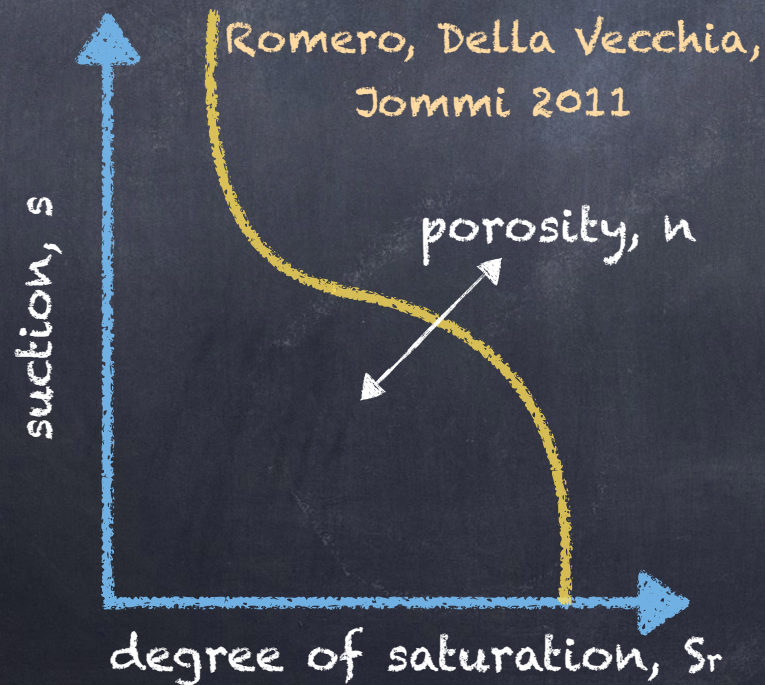 Romero, Della Vecchia,
Jommi 2011
suction, s
porosity, n
degree of saturation, Sr